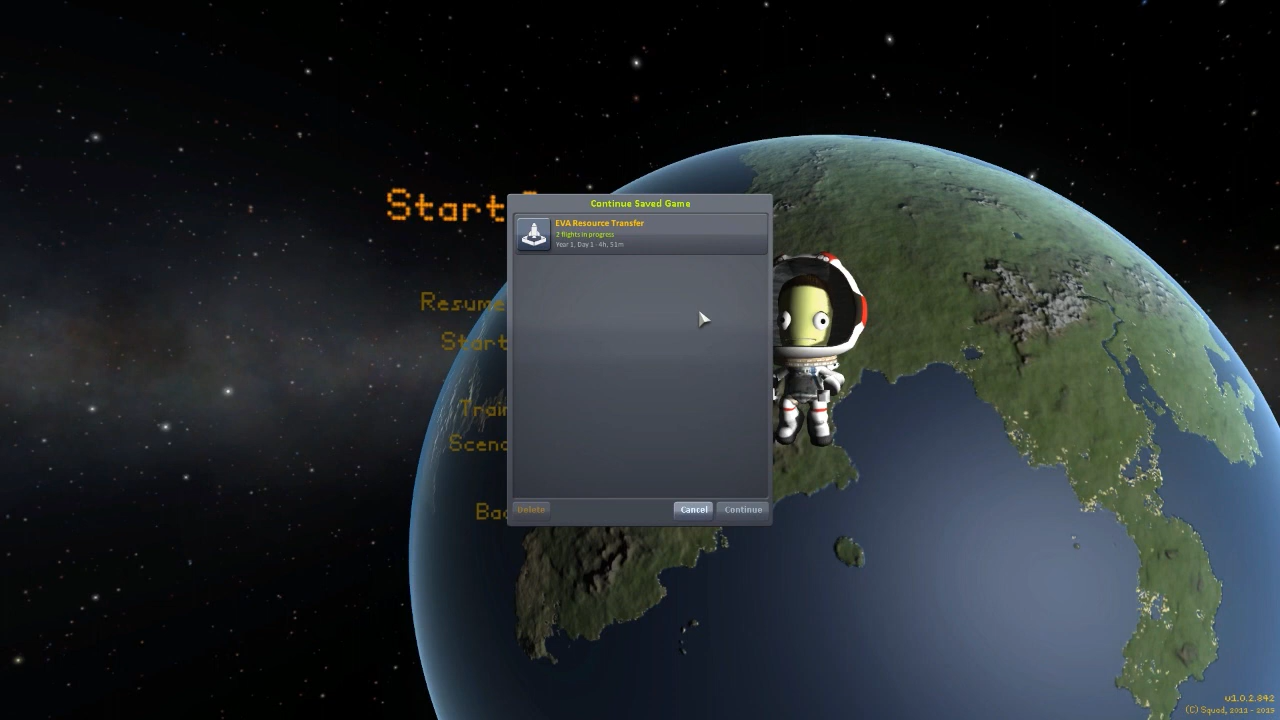 Start
Continue Saved Game
EVA Resource Transfer
2 flights in progress
Year 1, Day 1 - 4h, 51m
Resume
Start
Train
Scena
Bac
Delete
Cancel
Continue
v1.0.2.842
(C) Squad, 2011 - 2015